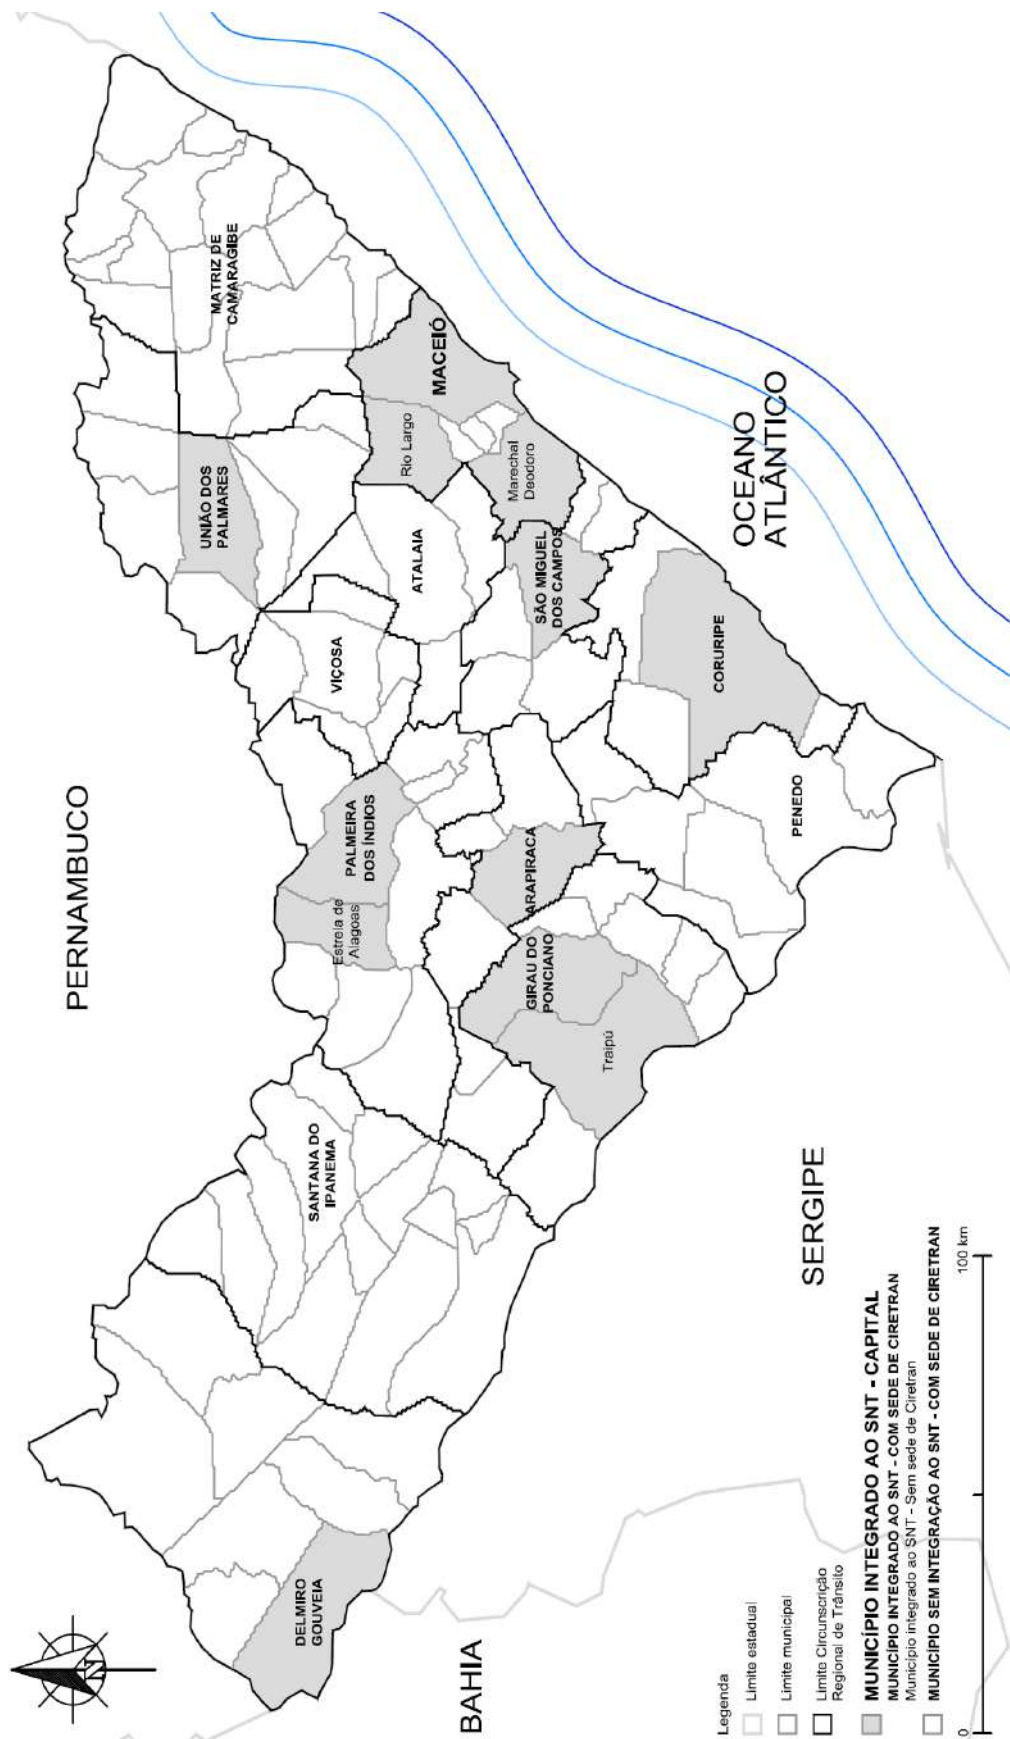 PERNAMBUCO
MATRIZ DE
CAMARAGIBE
UNIÃO DOS
PALMARES
MACEIÓ
Rio Largo
Marechal
Deodoro
ATALAIA
SÃO MIGUEL
DOS CAMPOS
VIÇOSA
CORURIPE
OCEANO
ATLÂNTICO
PALMEIRA
DOS ÍNDIOS
Estrela de
Alagoas
ARAPIRACA
PENEDO
GIRAU DO
PONCIANO
Traipú
SANTANA DO
IPANEMA
SERGIPE
DELMIRO
GOUVEIA
BAHIA
N
Legenda
Limite estadual
Limite municipal
Limite Circunscrição
Regional de Trânsito
MUNICÍPIO INTEGRADO AO SNT - CAPITAL
MUNICÍPIO INTEGRADO AO SNT - COM SEDE DE CIRETRAN
Município integrado ao SNT - Sem sede de Ciretran
MUNICÍPIO SEM INTEGRAÇÃO AO SNT - COM SEDE DE CIRETRAN
0
100 km